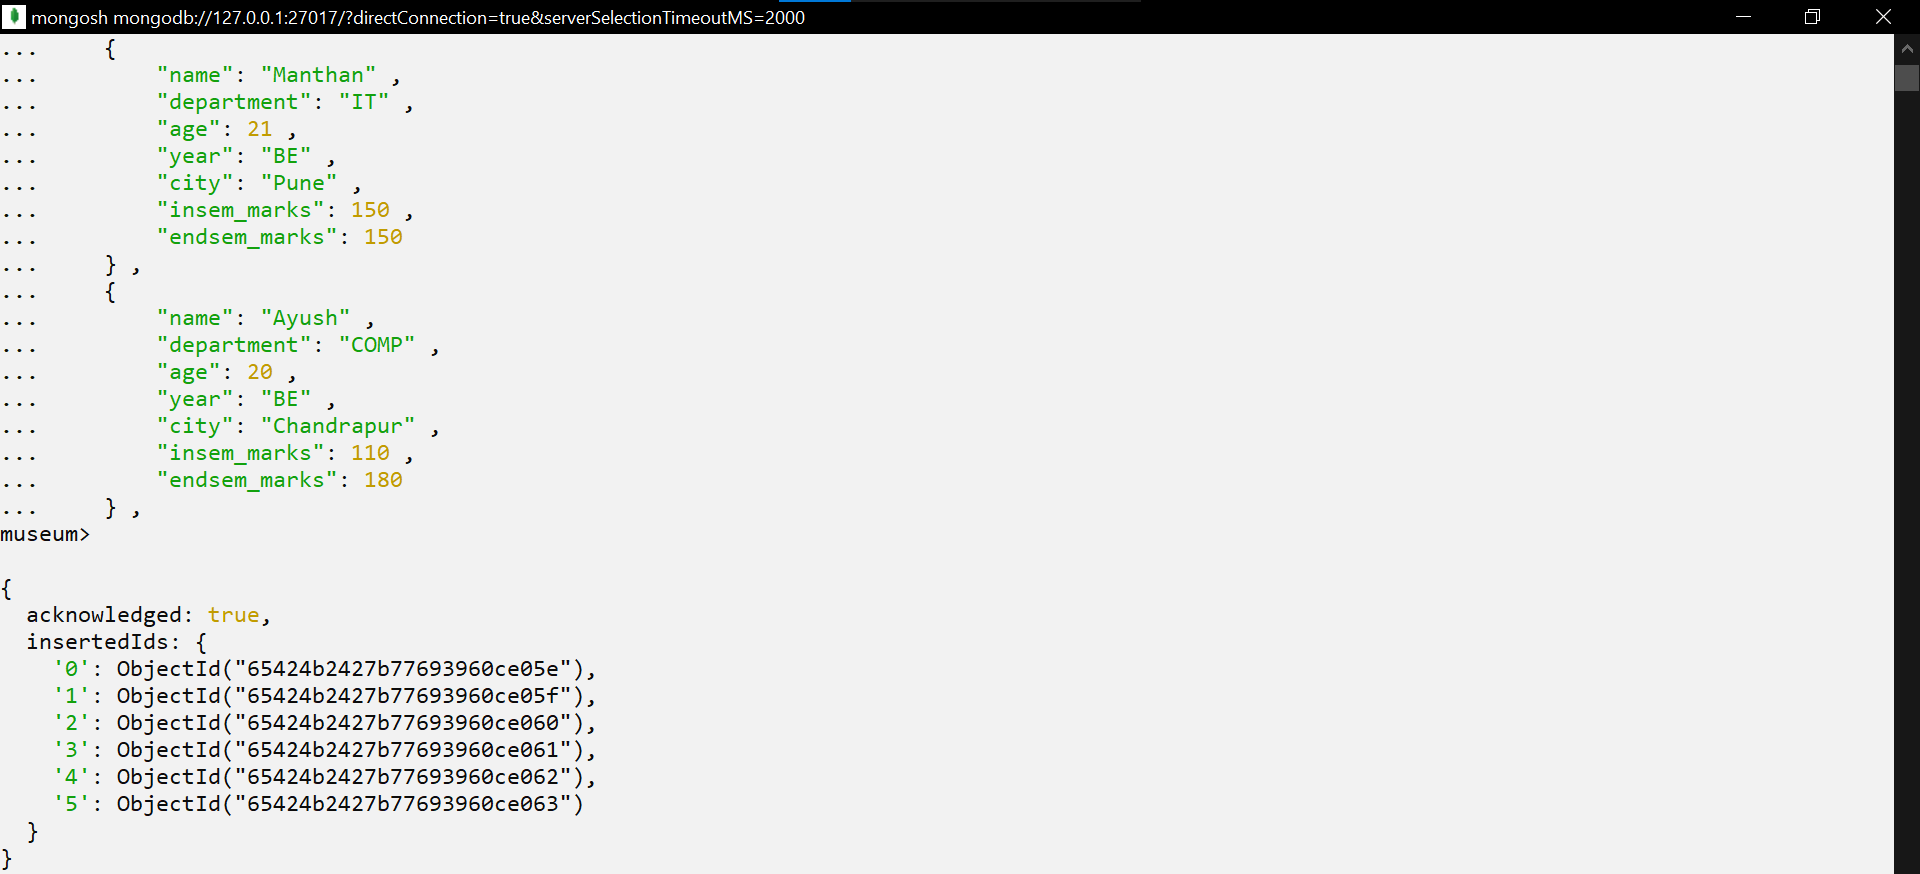 mongosh mongodb://127.0.0.1:27017/?directConnection=true&serverSelectionTimeoutMS=2000
...     {
...         "name": "Manthan" ,
...         "department": "IT" ,
...         "age": 21 ,
...         "year": "BE" ,
...         "city": "Pune" ,
...         "insem_marks": 150 ,
...         "endsem_marks": 150
...     } ,
...     {
...         "name": "Ayush" ,
...         "department": "COMP" ,
...         "age": 20 ,
...         "year": "BE" ,
...         "city": "Chandrapur" ,
...         "insem_marks": 110 ,
...         "endsem_marks": 180
...     } ,
museum>
{
  acknowledged: true,
  insertedIds: {
    '0': ObjectId("65424b2427b77693960ce05e"),
    '1': ObjectId("65424b2427b77693960ce05f"),
    '2': ObjectId("65424b2427b77693960ce060"),
    '3': ObjectId("65424b2427b77693960ce061"),
    '4': ObjectId("65424b2427b77693960ce062"),
    '5': ObjectId("65424b2427b77693960ce063")
  }
}